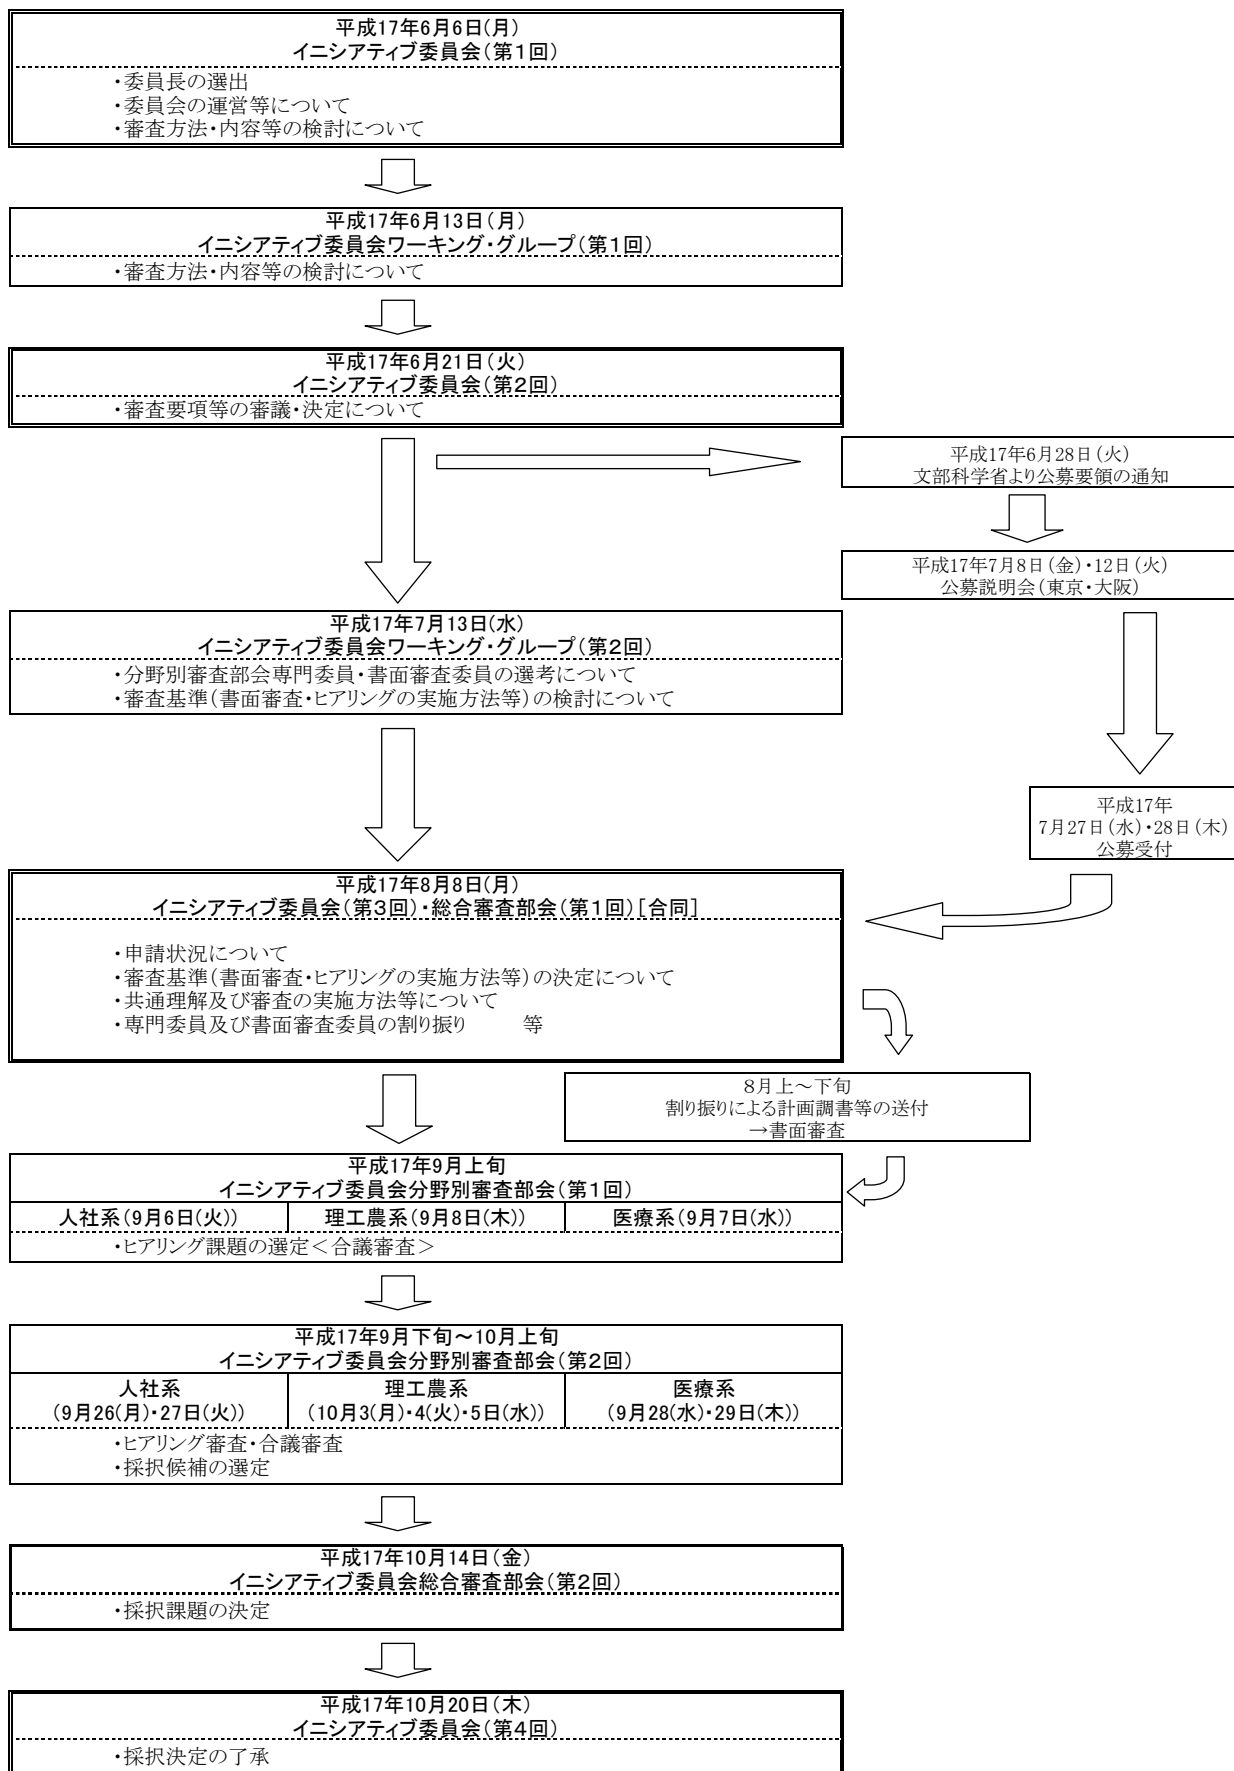 平成17年6月6日(月)
イニシアティブ委員会(第1回)
・委員長の選出
・委員会の運営等について
・審査方法・内容等の検討について
平成17年6月13日(月)
イニシアティブ委員会ワーキング・グループ(第1回)
・審査方法・内容等の検討について
平成17年6月21日(火)
イニシアティブ委員会(第2回)
・審査要項等の審議・決定について
平成17年6月28日(火)
文部科学省より公募要領の通知
平成17年7月8日(金)・12日(火)
公募説明会(東京・大阪)
平成17年7月13日(水)
イニシアティブ委員会ワーキング・グループ(第2回)
・分野別審査部会専門委員・書面審査委員の選考について
・審査基準(書面審査・ヒアリングの実施方法等)の検討について
平成17年
7月27日(水)・28日(木)
公募受付
平成17年8月8日(月)
イニシアティブ委員会(第3回)・総合審査部会(第1回)[合同]
・申請状況について
・審査基準(書面審査・ヒアリングの実施方法等)の決定について
・共通理解及び審査の実施方法等について
・専門委員及び書面審査委員の割り振り 等
8月上～下旬
割り振りによる計画調書等の送付
→書面審査
平成17年9月上旬
イニシアティブ委員会分野別審査部会(第1回)
人社系(9月6日(火)) 理工農系(9月8日(木)) 医療系(9月7日(水))
・ヒアリング課題の選定＜合議審査＞
平成17年9月下旬～10月上旬
イニシアティブ委員会分野別審査部会(第2回)
人社系 理工農系 医療系
(9月26(月)・27日(火)) (10月3(月)・4(火)・5日(水)) (9月28(水)・29日(木))
・ヒアリング審査・合議審査
・採択候補の選定
平成17年10月14日(金)
イニシアティブ委員会総合審査部会(第2回)
・採択課題の決定
平成17年10月20日(木)
イニシアティブ委員会(第4回)
・採択決定の了承